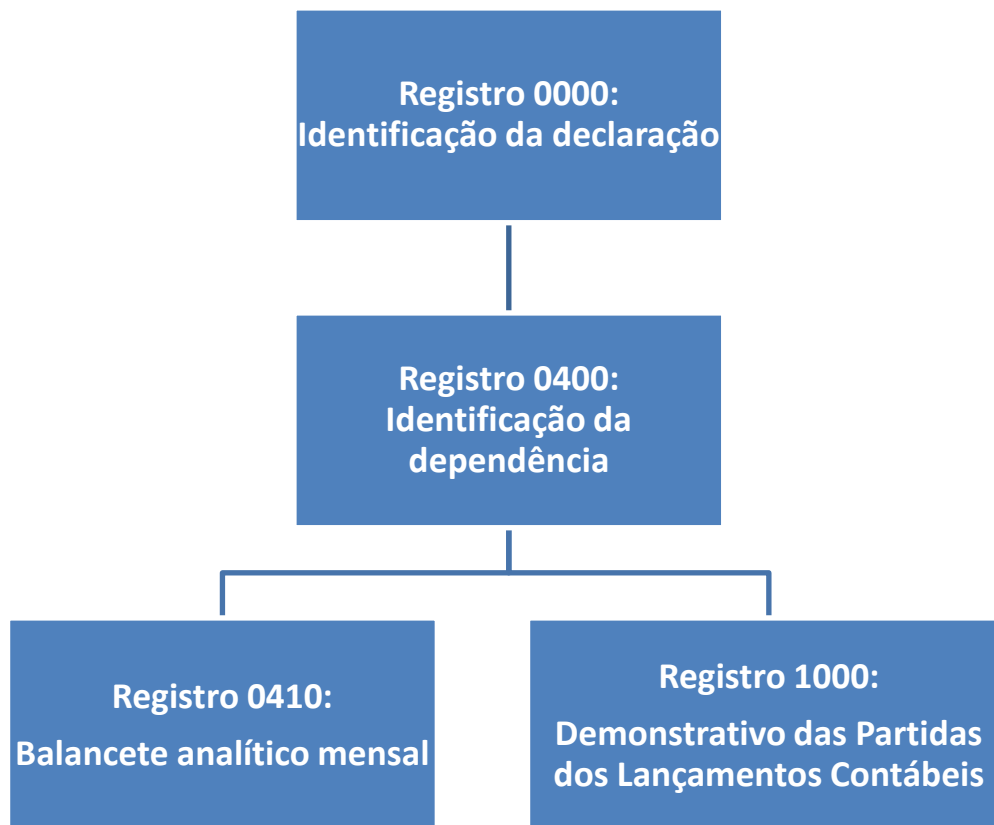 Registro 0000:
Identificação da declaração
Registro 0400:
Identificação da
dependência
Registro 0410:
Balancete analítico mensal
Registro 1000:
Demonstrativo das Partidas
dos Lançamentos Contábeis